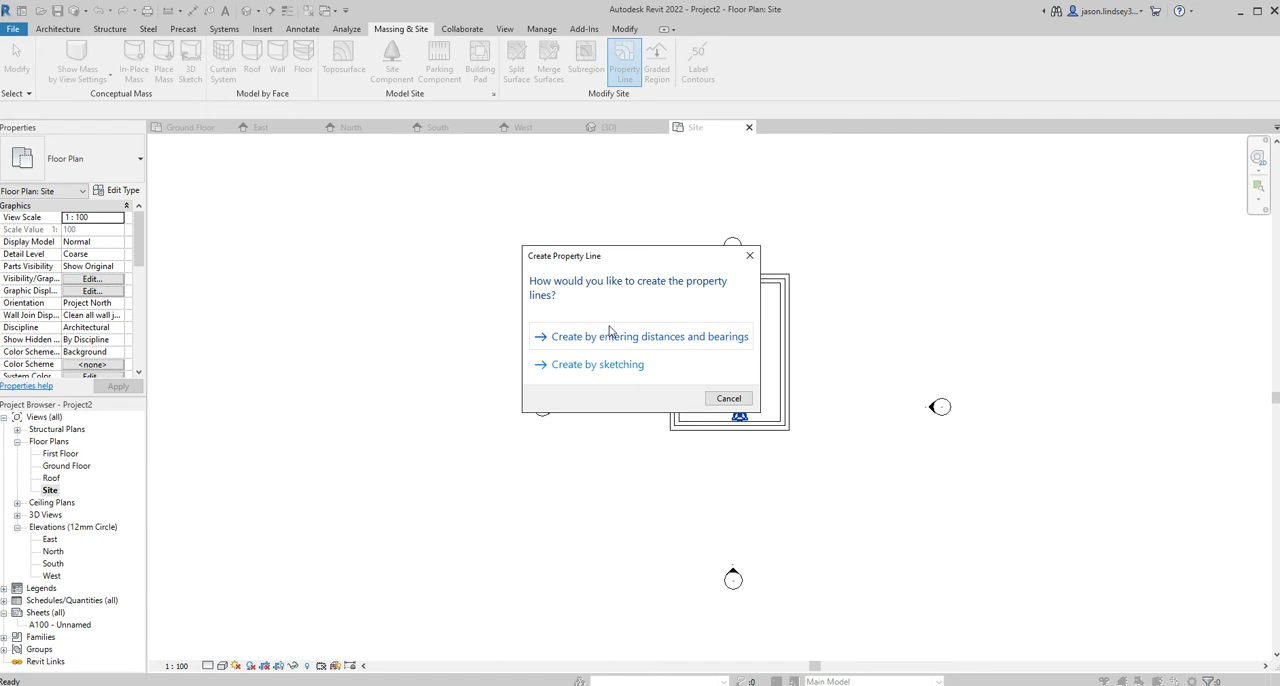 Autodesk Revit 2022 - Project2 - Floor Plan: Site
jason.lindsey3...
File Architecture Structure Steel Precast Systems Insert Annotate Analyze Massing & Site Collaborate View Manage Add-Ins Modify
Modify
Show Mass
by View Settings
In-Place
Mass
Place
Mass
3D
Sketch
Curtain
System
Roof
Wall
Floor
Toposurface
Site
Component
Parking
Component
Building
Pad
Split
Surface
Merge
Surfaces
Subregion
Property
Line
Graded
Region
Label
Contours
Select
Conceptual Mass
Model by Face
Model Site
Modify Site
Properties
Ground Floor
East
North
South
West
{3D}
Site
Floor Plan
Floor Plan: Site
Edit Type
Graphics
View Scale 1 : 100
Scale Value 1: 100
Display Model Normal
Detail Level Coarse
Parts Visibility Show Original
Visibility/Grap... Edit...
Graphic Displ... Edit...
Orientation Project North
Wall Join Disp... Clean all wall j...
Discipline Architectural
Show Hidden ... By Discipline
Color Scheme... Background
Color Scheme <none>
System Color Edit
Properties help
Apply
Project Browser - Project2
Views (all)
Structural Plans
Floor Plans
First Floor
Ground Floor
Roof
Site
Ceiling Plans
3D Views
Elevations (12mm Circle)
East
North
South
West
Legends
Schedules/Quantities (all)
Sheets (all)
A100 - Unnamed
Families
Groups
Revit Links
Create Property Line
How would you like to create the property
lines?
Create by entering distances and bearings
Create by sketching
Cancel
1 : 100
Ready
:0
Main Model
:0